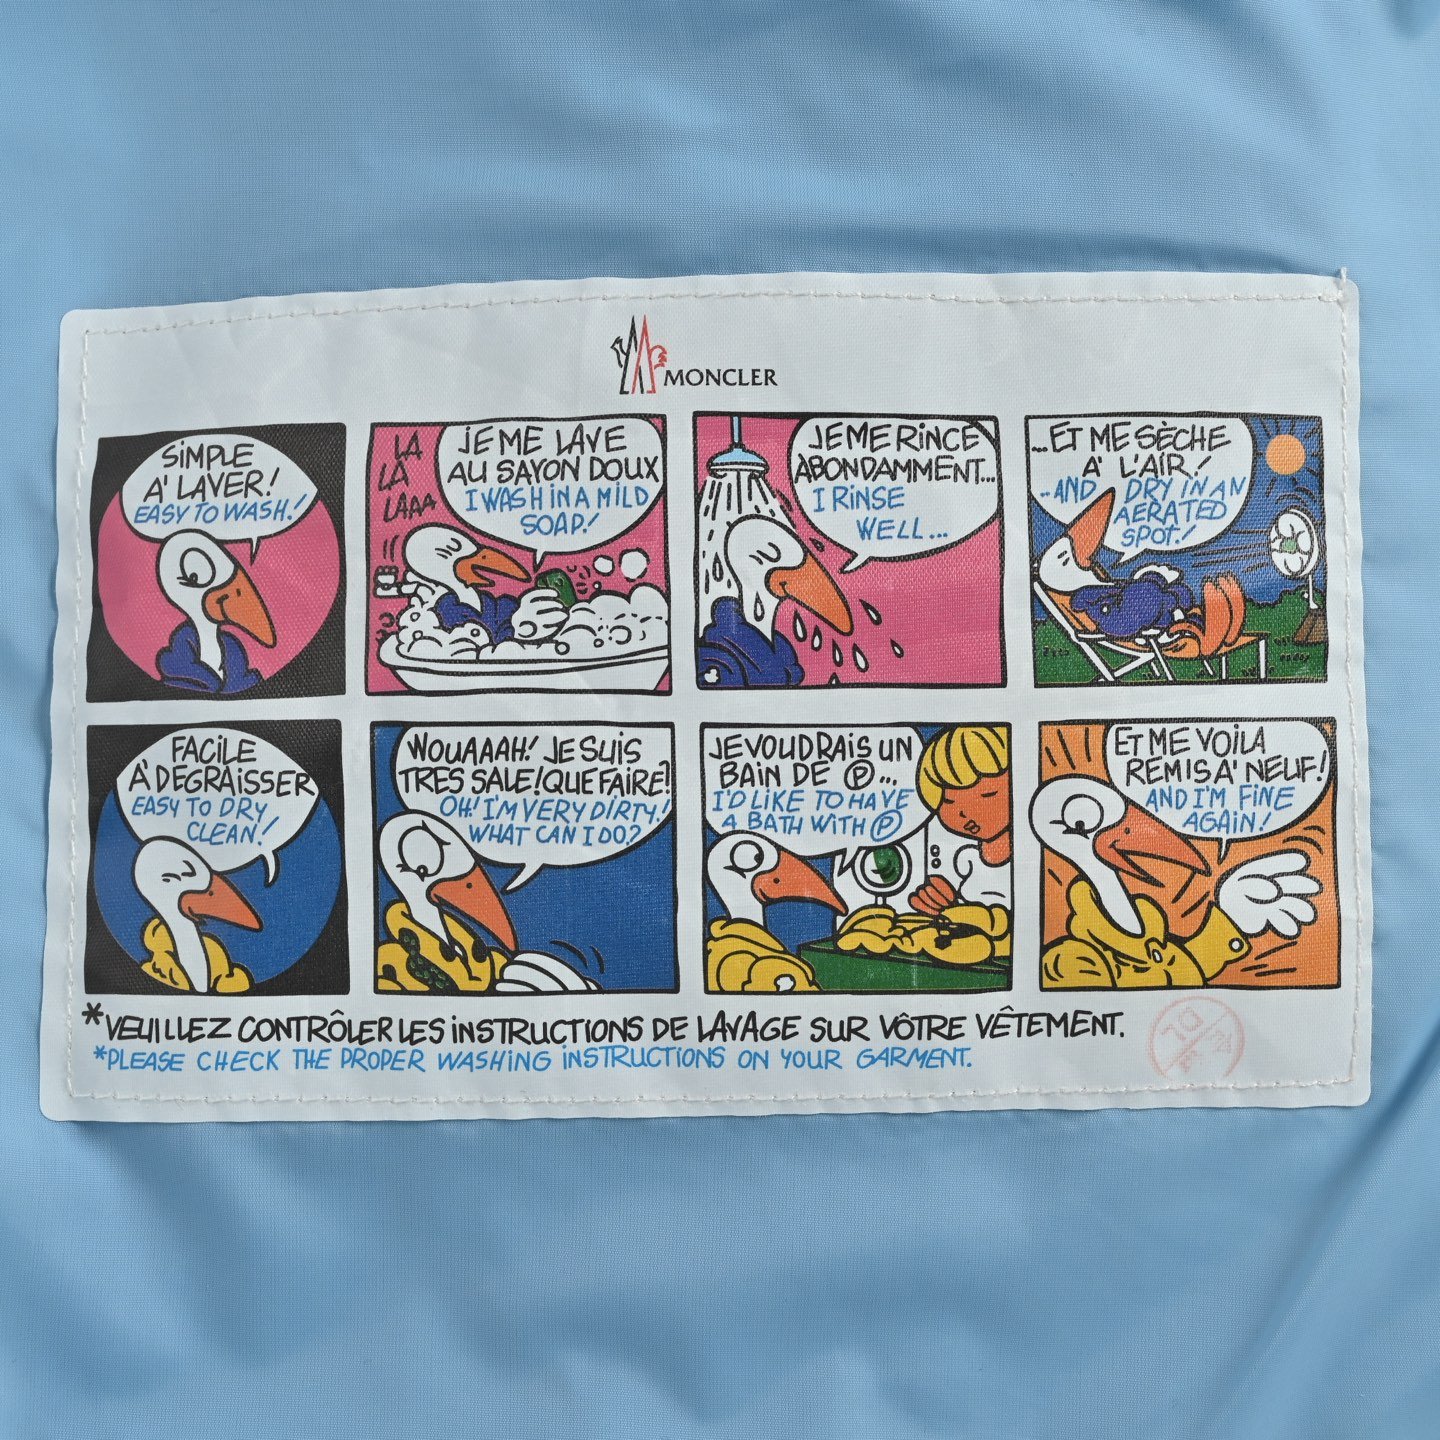 MONCLER
SIMPLE
A' LAVER!
EASY TO WASH!
LA
LA
LAAA
JE ME LAVE
AU SAVON DOUX
I WASH IN A MILD
SOAP!
JE ME RINCE
ABONDAMMENT...
I RINSE
WELL...
...ET ME SÈCHE
A' L'AIR!
..AND DRY IN AN
AERATED
SPOT!
FACILE
A' DEGRAISSER
EASY TO DRY
CLEAN!
WOUAAAH! JE SUIS
TRES SALE! QUE FAIRE?
OH! I'M VERY DIRTY!
WHAT CAN I DO?
JE VOUDRAIS UN
BAIN DE Ⓟ...
I'D LIKE TO HAVE
A BATH WITH Ⓟ
ET ME VOILA
REMIS A' NEUF!
AND I'M FINE
AGAIN!
*VEUILLEZ CONTRÔLER LES INSTRUCTIONS DE LAVAGE SUR VÔTRE VÊTEMENT.
*PLEASE CHECK THE PROPER WASHING INSTRUCTIONS ON YOUR GARMENT.